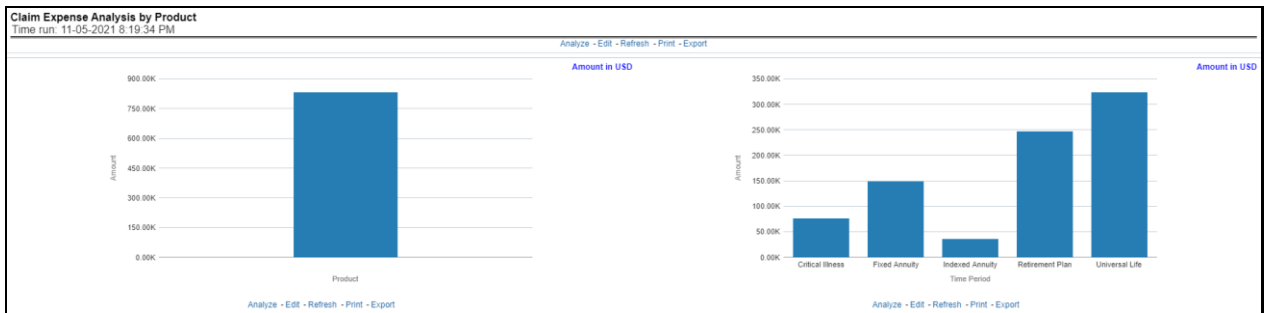 Claim Expense Analysis by Product
Time run: 11-05-2021 8:19:34 PM
Analyze - Edit - Refresh - Print - Export
Amount in USD
900.00K
750.00K
600.00K
450.00K
300.00K
150.00K
0.00K
Amount
Product
Analyze - Edit - Refresh - Print - Export
Amount in USD
350.00K
300.00K
250.00K
200.00K
150.00K
100.00K
50.00K
0.00K
Amount
Critical Illness Fixed Annuity Indexed Annuity Retirement Plan Universal Life
Time Period
Analyze - Edit - Refresh - Print - Export